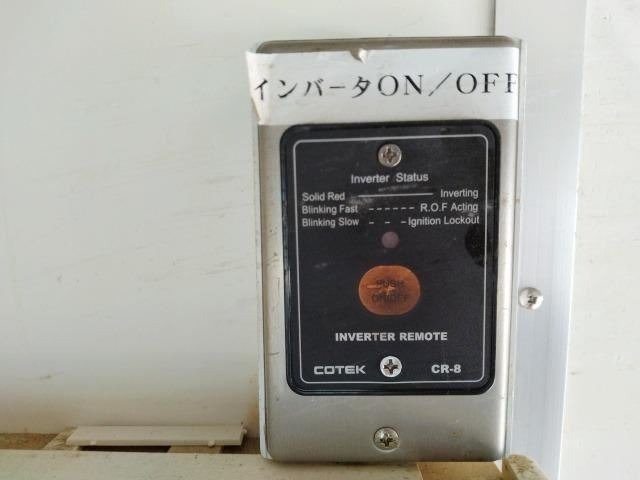 インバータON/OFF
Inverter Status
Solid Red Inverting
Blinking Fast R.O.F Acting
Blinking Slow Ignition Lockout
PUSH
ON/OFF
INVERTER REMOTE
COTEK CR-8